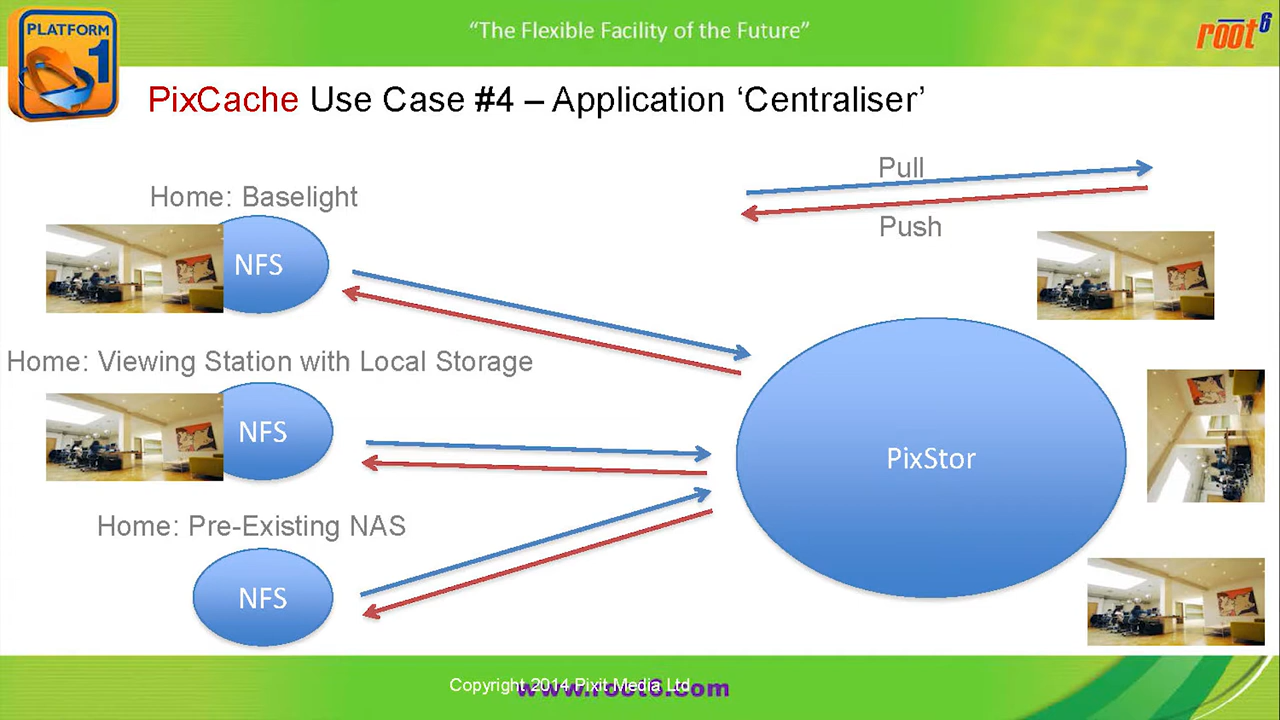 "The Flexible Facility of the Future"
PLATFORM
1
root6
PixCache Use Case #4 – Application 'Centraliser'
Pull
Push
Home: Baselight
NFS
Home: Viewing Station with Local Storage
NFS
Home: Pre-Existing NAS
NFS
PixStor
Copyright 2014 Pixit Media Ltd
www.root6.com